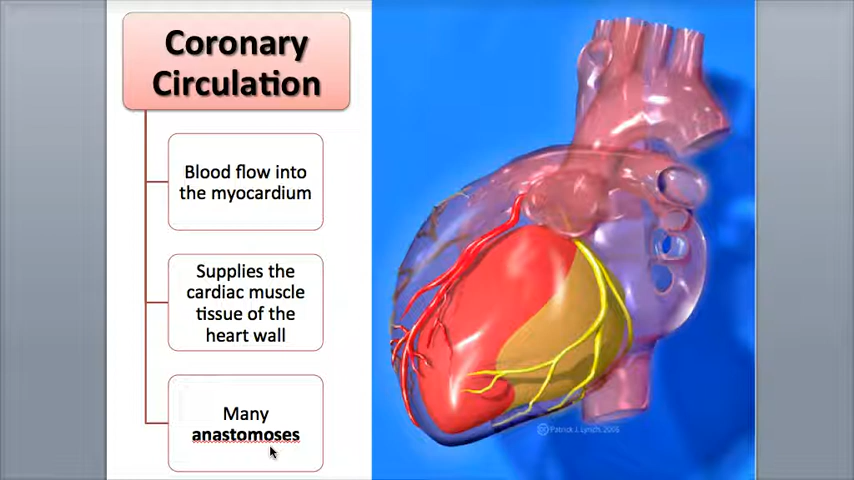 Coronary
Circulation
Blood flow into
the myocardium
Supplies the
cardiac muscle
tissue of the
heart wall
Many
anastomoses
Patrick J. Lynch, 2006